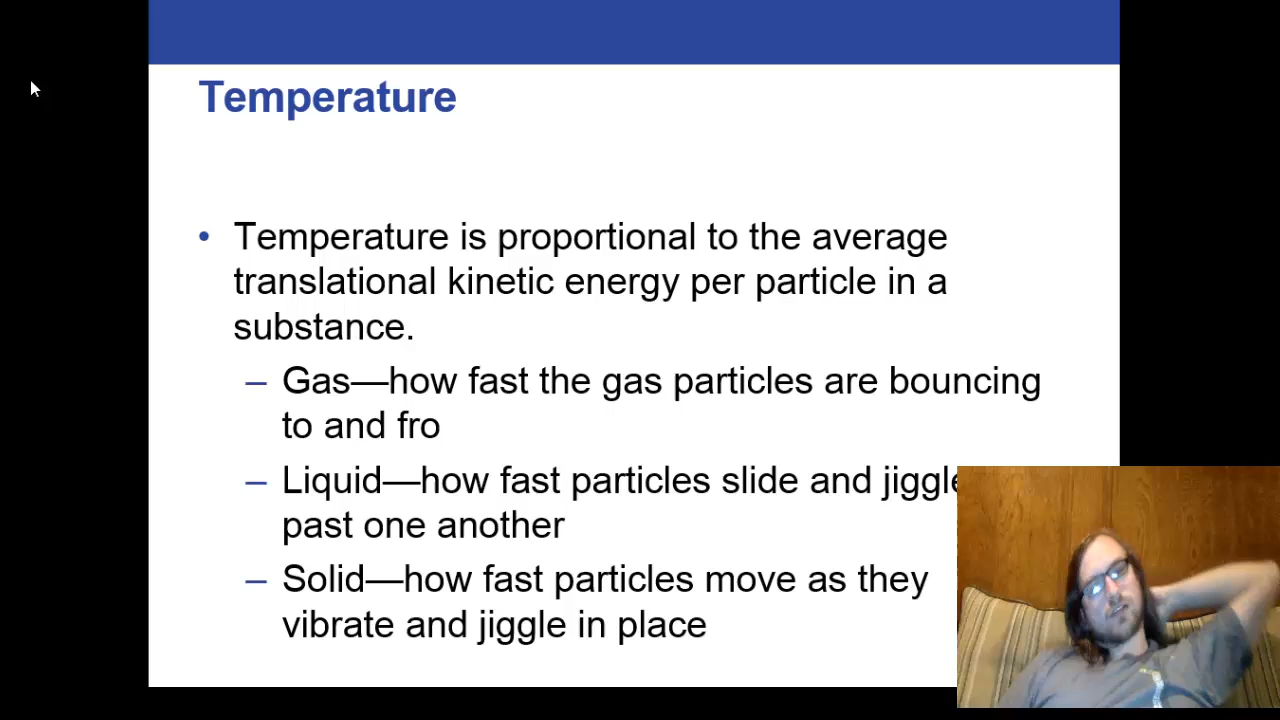 Temperature
• Temperature is proportional to the average
translational kinetic energy per particle in a
substance.
– Gas—how fast the gas particles are bouncing
to and fro
– Liquid—how fast particles slide and jiggle
past one another
– Solid—how fast particles move as they
vibrate and jiggle in place